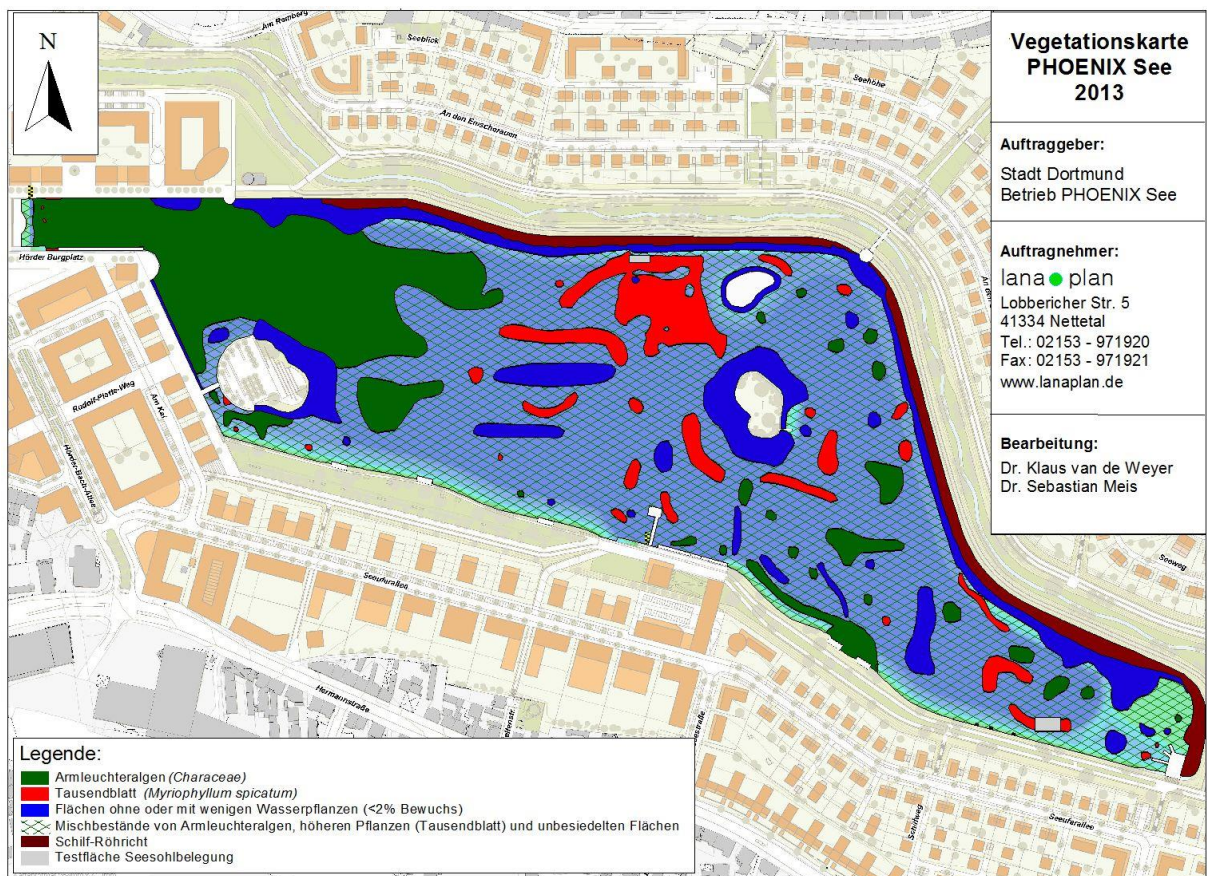 N
Am Remberg
Seeblick
Seehöhe
An den Emscherauen
Hörder Burgplatz
Rudolf-Platte-Weg
Am Kai
Hörder-Bach-Allee
Seeuferallee
Hermannstraße
Seeweg
Schiffweg
Seeuferallee
Vegetationskarte
PHOENIX See
2013
Auftraggeber:
Stadt Dortmund
Betrieb PHOENIX See
Auftragnehmer:
lana plan
Lobbericher Str. 5
41334 Nettetal
Tel.: 02153 - 971920
Fax: 02153 - 971921
www.lanaplan.de
Bearbeitung:
Dr. Klaus van de Weyer
Dr. Sebastian Meis
Legende:
Armleuchteralgen (Characeae)
Tausendblatt (Myriophyllum spicatum)
Flächen ohne oder mit wenigen Wasserpflanzen (<2% Bewuchs)
Mischbestände von Armleuchteralgen, höheren Pflanzen (Tausendblatt) und unbesiedelten Flächen
Schilf-Röhricht
Testfläche Seesohlbelegung